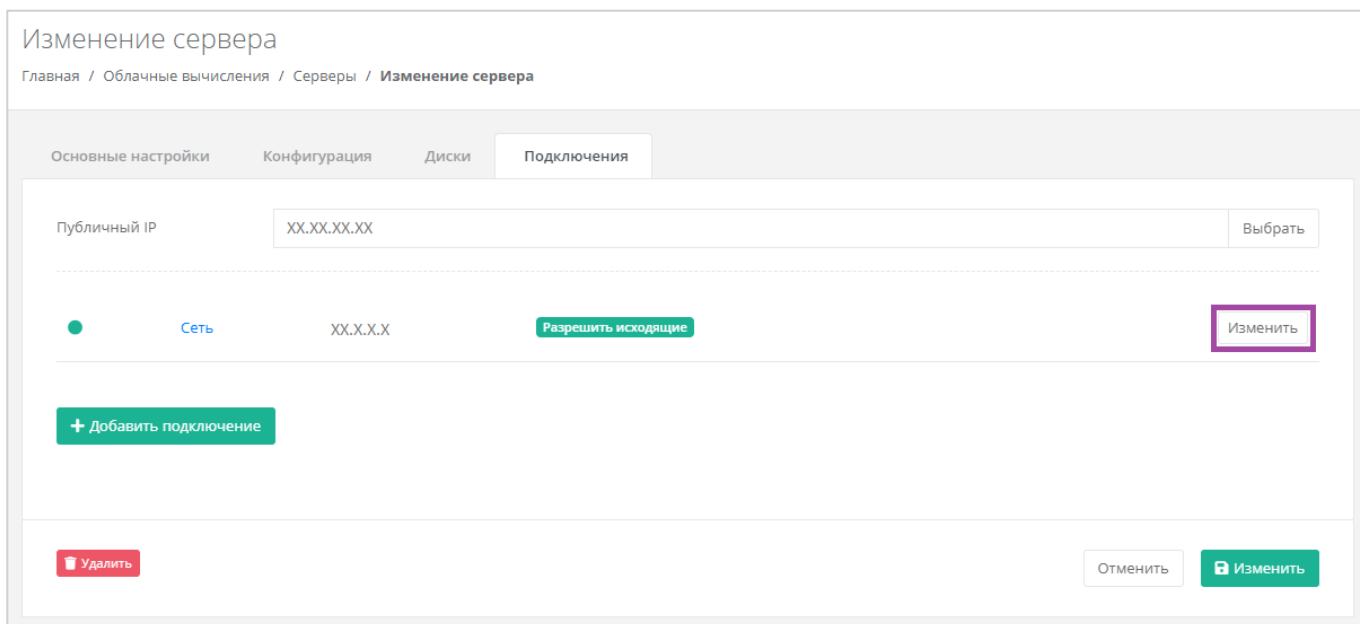 Изменение сервера
Главная / Облачные вычисления / Серверы / Изменение сервера
Основные настройки Конфигурация Диски Подключения
Публичный IP XX.XX.XX.XX Выбрать
Сеть XX.X.X.X Разрешить исходящие Изменить
+ Добавить подключение
Удалить Отменить Изменить